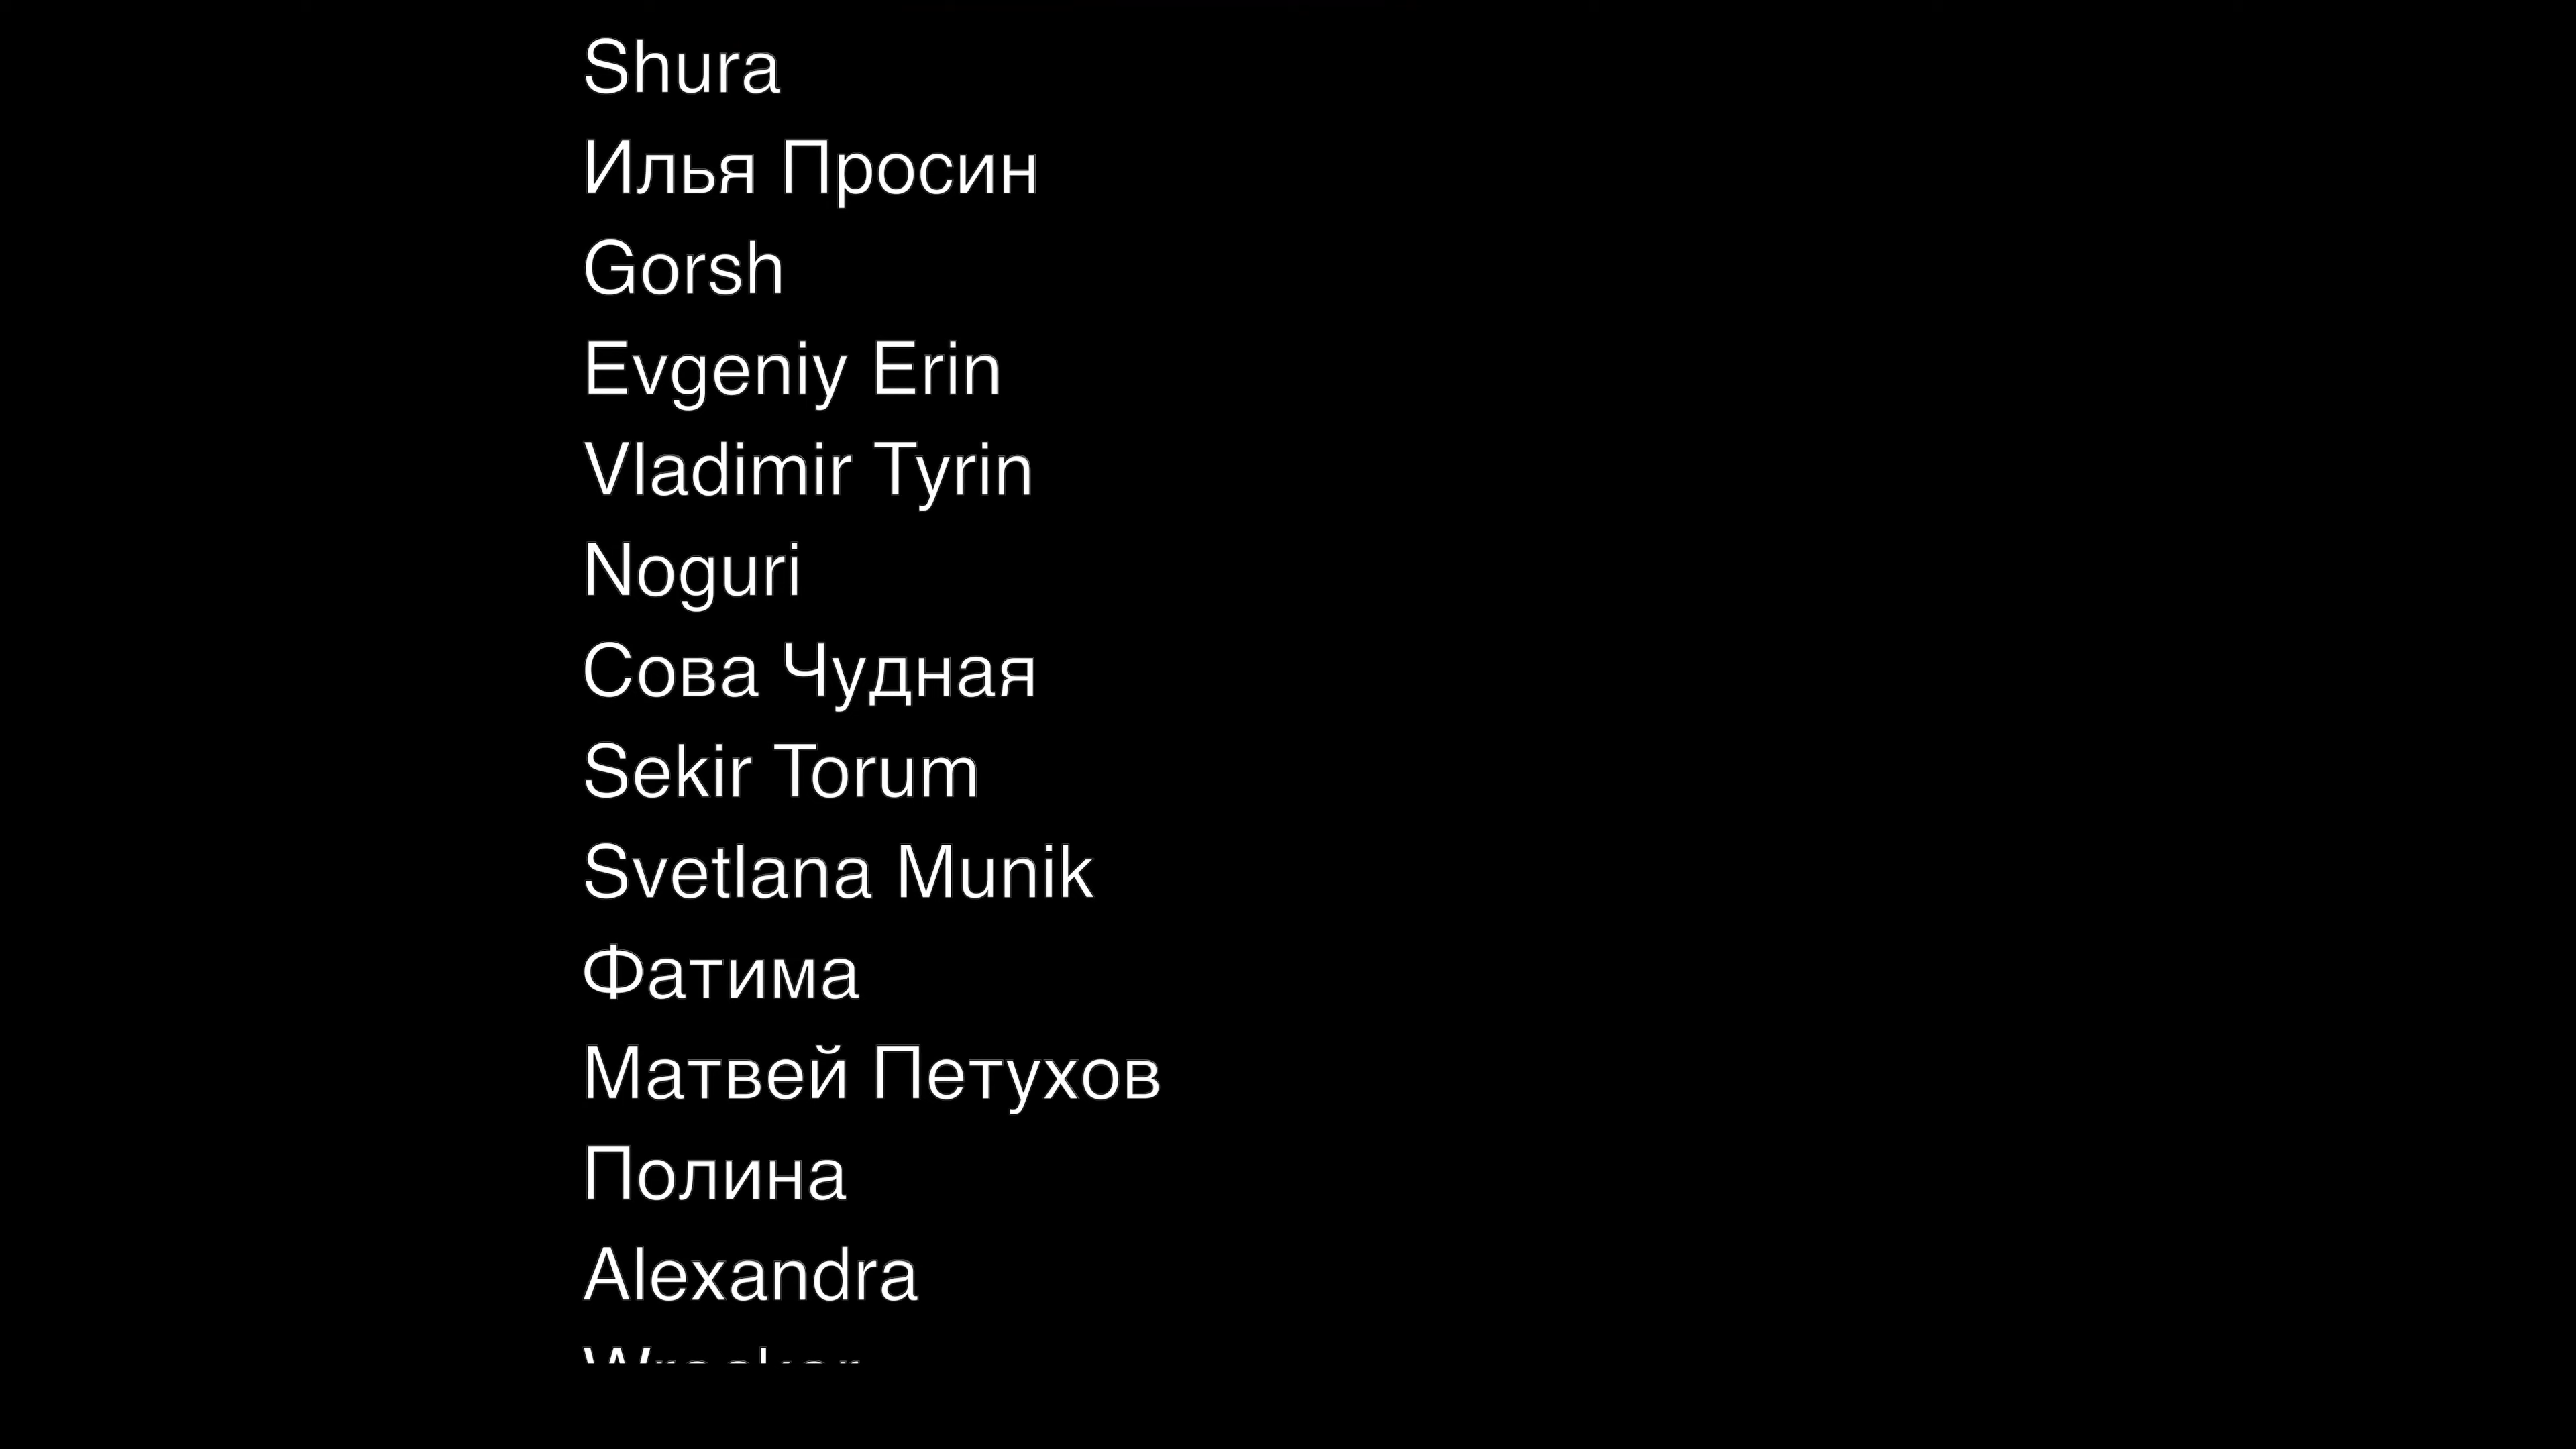 Shura
Илья Просин
Gorsh
Evgeniy Erin
Vladimir Tyrin
Noguri
Сова Чудная
Sekir Torum
Svetlana Munik
Фатима
Матвей Петухов
Полина
Alexandra